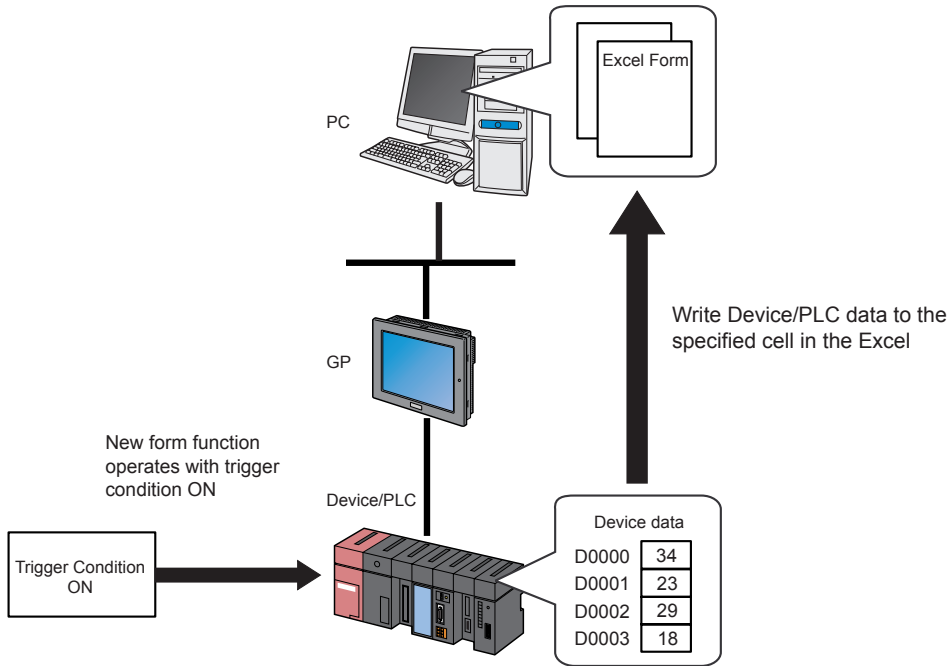 Excel Form
PC
Write Device/PLC data to the
specified cell in the Excel
GP
New form function
operates with trigger
condition ON
Device/PLC
Trigger Condition
ON
Device data
D0000 34
D0001 23
D0002 29
D0003 18